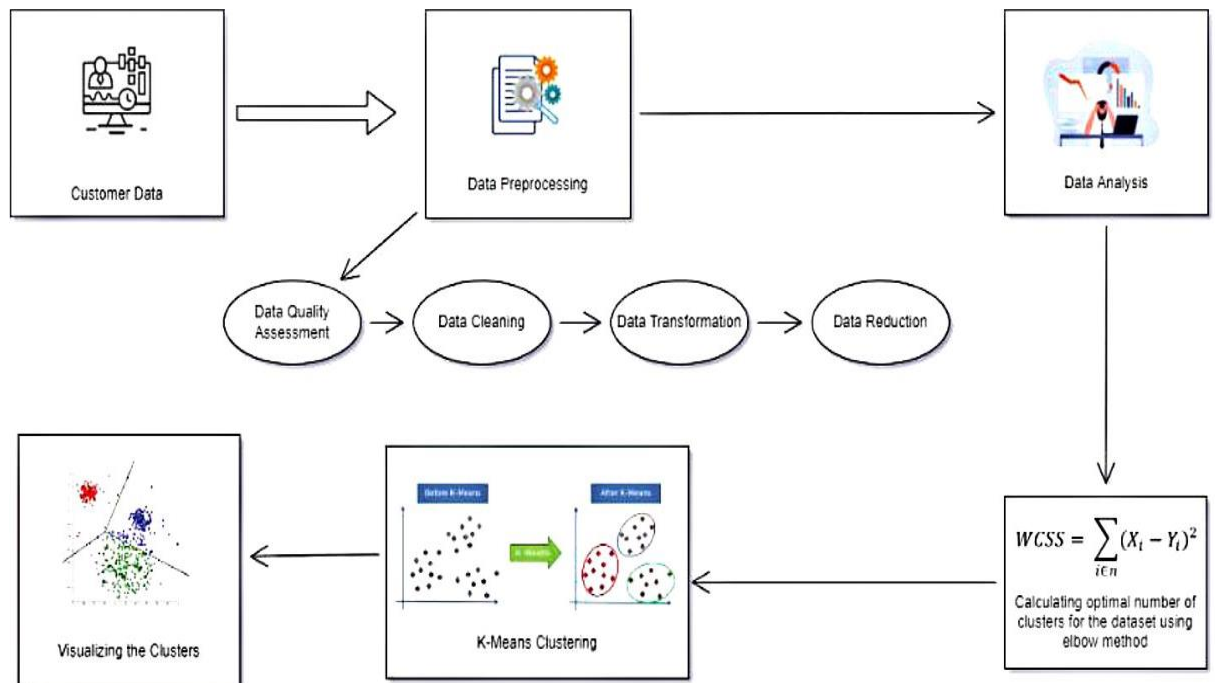 Customer Data
Data Preprocessing
Data Analysis
Data Quality
Assessment
Data Cleaning
Data Transformation
Data Reduction
Visualizing the Clusters
Before K-Means
K-Means
After K-Means
K-Means Clustering
WCSS = ∑ (Xᵢ − Yᵢ)²
i∈n
Calculating optimal number of
clusters for the dataset using
elbow method